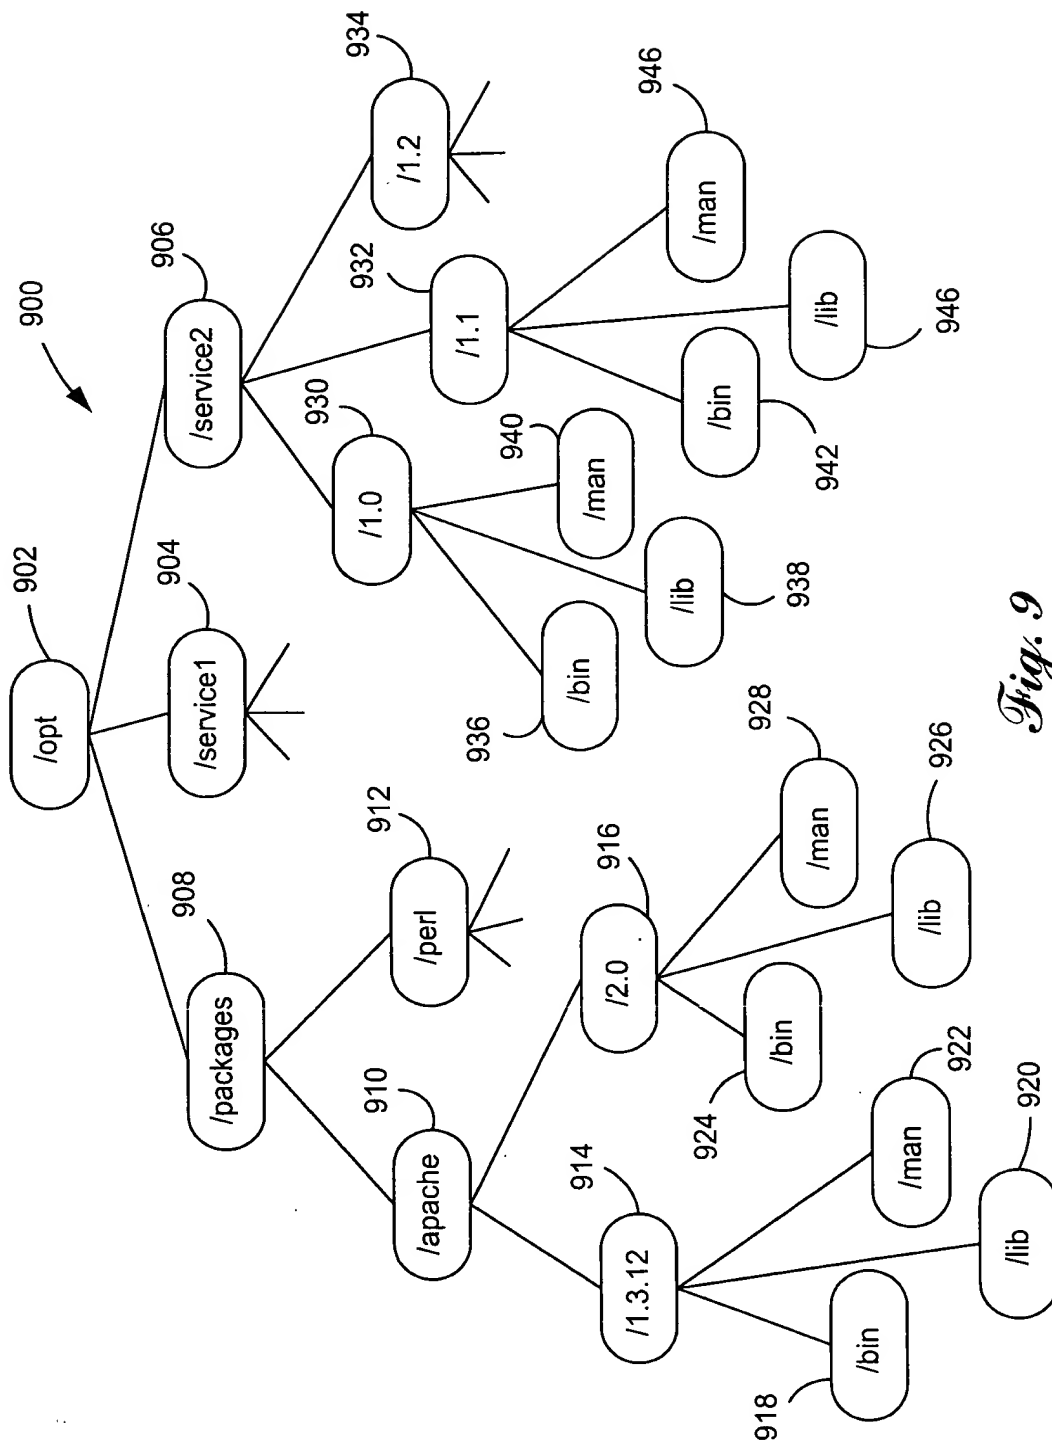 900
902
/opt
908
/packages
904
/service1
906
/service2
910
/apache
912
/perl
930
/1.0
932
/1.1
934
/1.2
914
/1.3.12
916
/2.0
936
/bin
938
/lib
940
/man
942
/bin
946
/lib
946
/man
918
/bin
920
/lib
922
/man
924
/bin
926
/lib
928
/man
Fig. 9